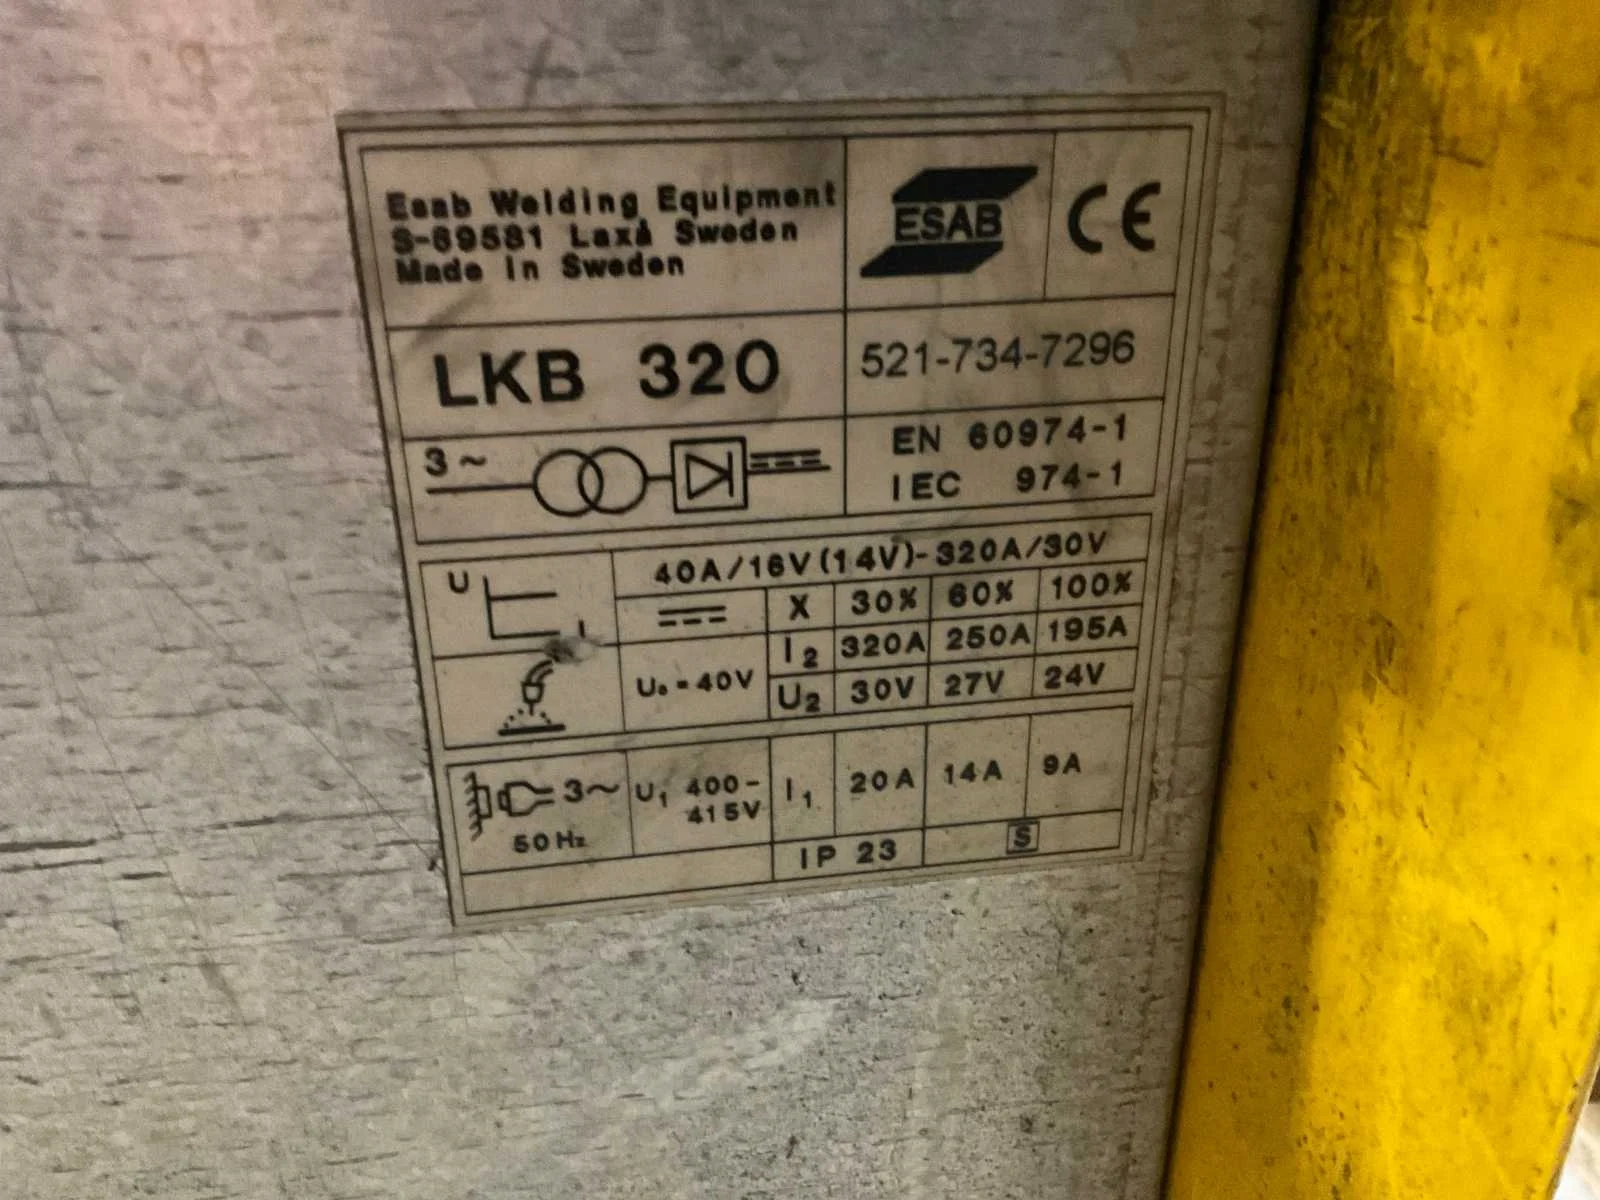 Esab Welding Equipment
S-69581 Laxå Sweden
Made in Sweden
ESAB
CE
LKB 320
521-734-7296
3~
EN 60974-1
IEC 974-1
U
40A/16V(14V)-320A/30V
X 30% 60% 100%
I2 320A 250A 195A
U0=40V
U2 30V 27V 24V
3~
50Hz
U1 400-
415V
I1 20A 14A 9A
IP 23
S